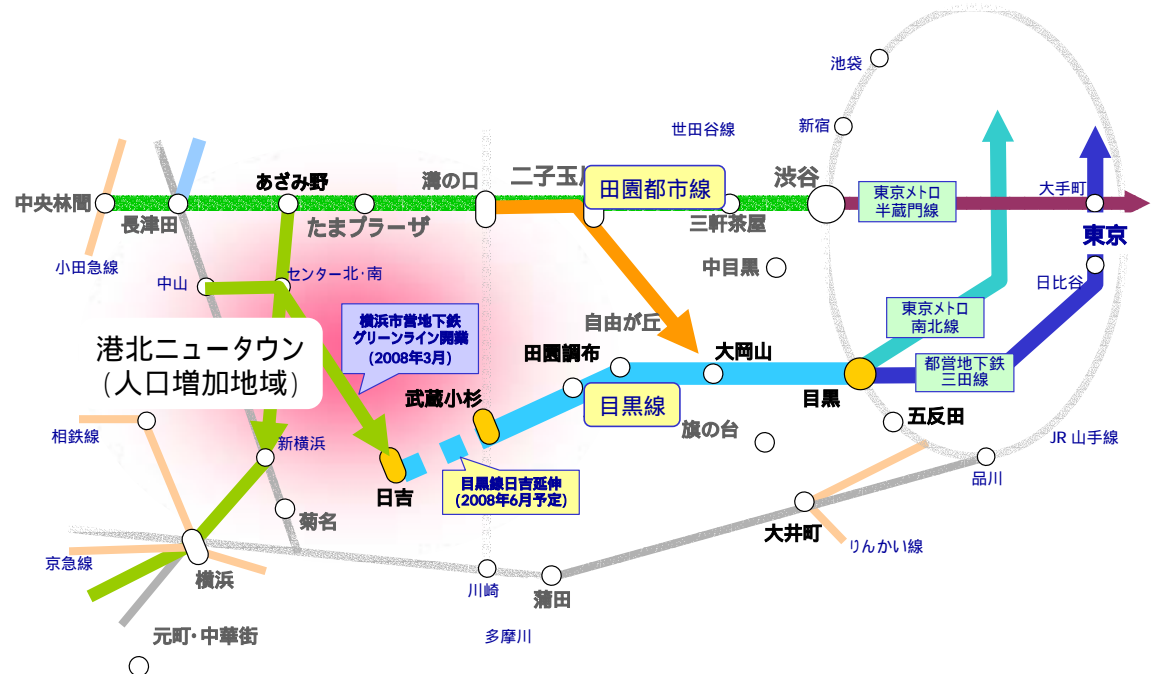 池袋
世田谷線
新宿
あざみ野
溝の口
二子玉川
田園都市線
渋谷
東京メトロ
半蔵門線
大手町
中央林間
長津田
たまプラーザ
三軒茶屋
東京
小田急線
中山
センター北・南
中目黒
日比谷
横浜市営地下鉄
グリーンライン開業
(2008年3月)
自由が丘
東京メトロ
南北線
港北ニュータウン
(人口増加地域)
田園調布
大岡山
都営地下鉄
三田線
武蔵小杉
目黒線
目黒
五反田
相鉄線
新横浜
旗の台
JR 山手線
目黒線日吉延伸
(2008年6月予定)
品川
日吉
菊名
大井町
りんかい線
京急線
横浜
川崎
蒲田
元町・中華街
多摩川